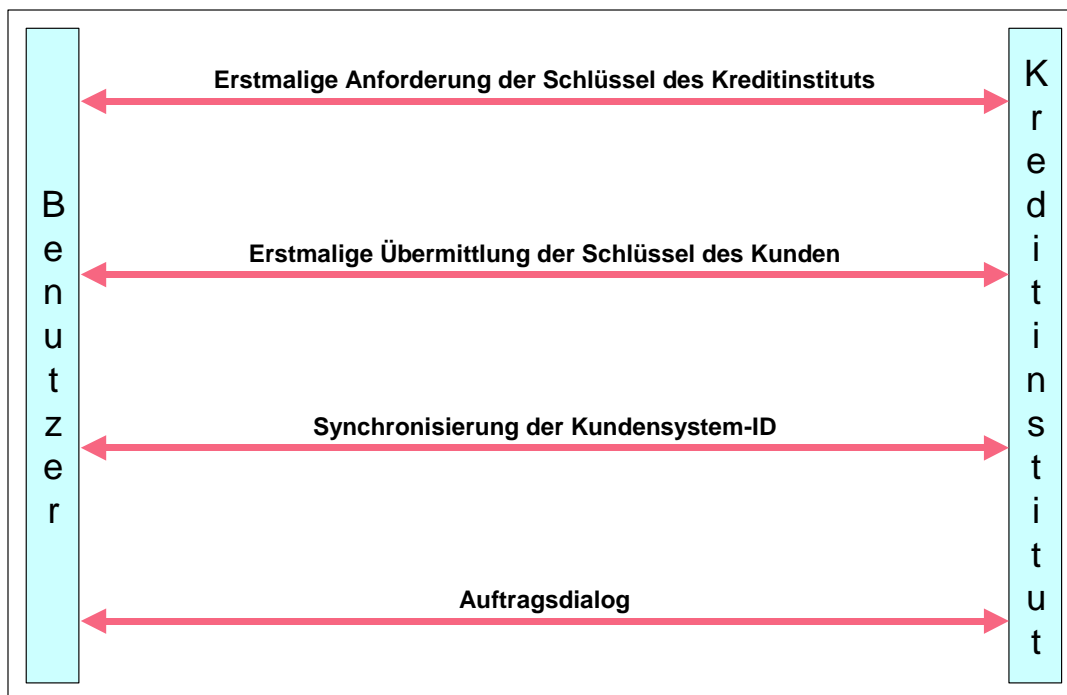 Benutzer
Erstmalige Anforderung der Schlüssel des Kreditinstituts
Erstmalige Übermittlung der Schlüssel des Kunden
Synchronisierung der Kundensystem-ID
Auftragsdialog
Kreditinstitut